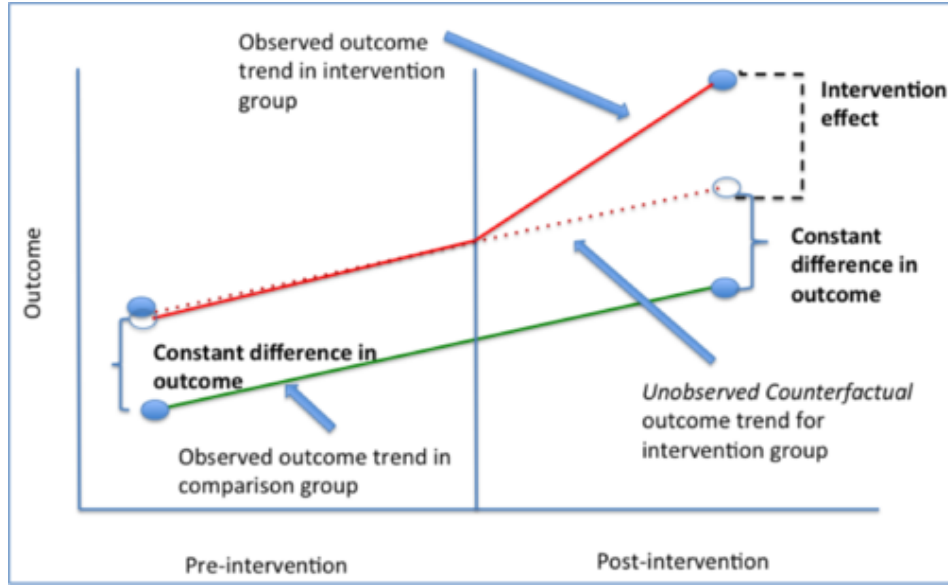 Observed outcome
trend in intervention
group
Intervention
effect
Constant
difference in
outcome
Outcome
Constant difference in
outcome
Unobserved Counterfactual
outcome trend for
intervention group
Observed outcome trend in
comparison group
Pre-intervention
Post-intervention